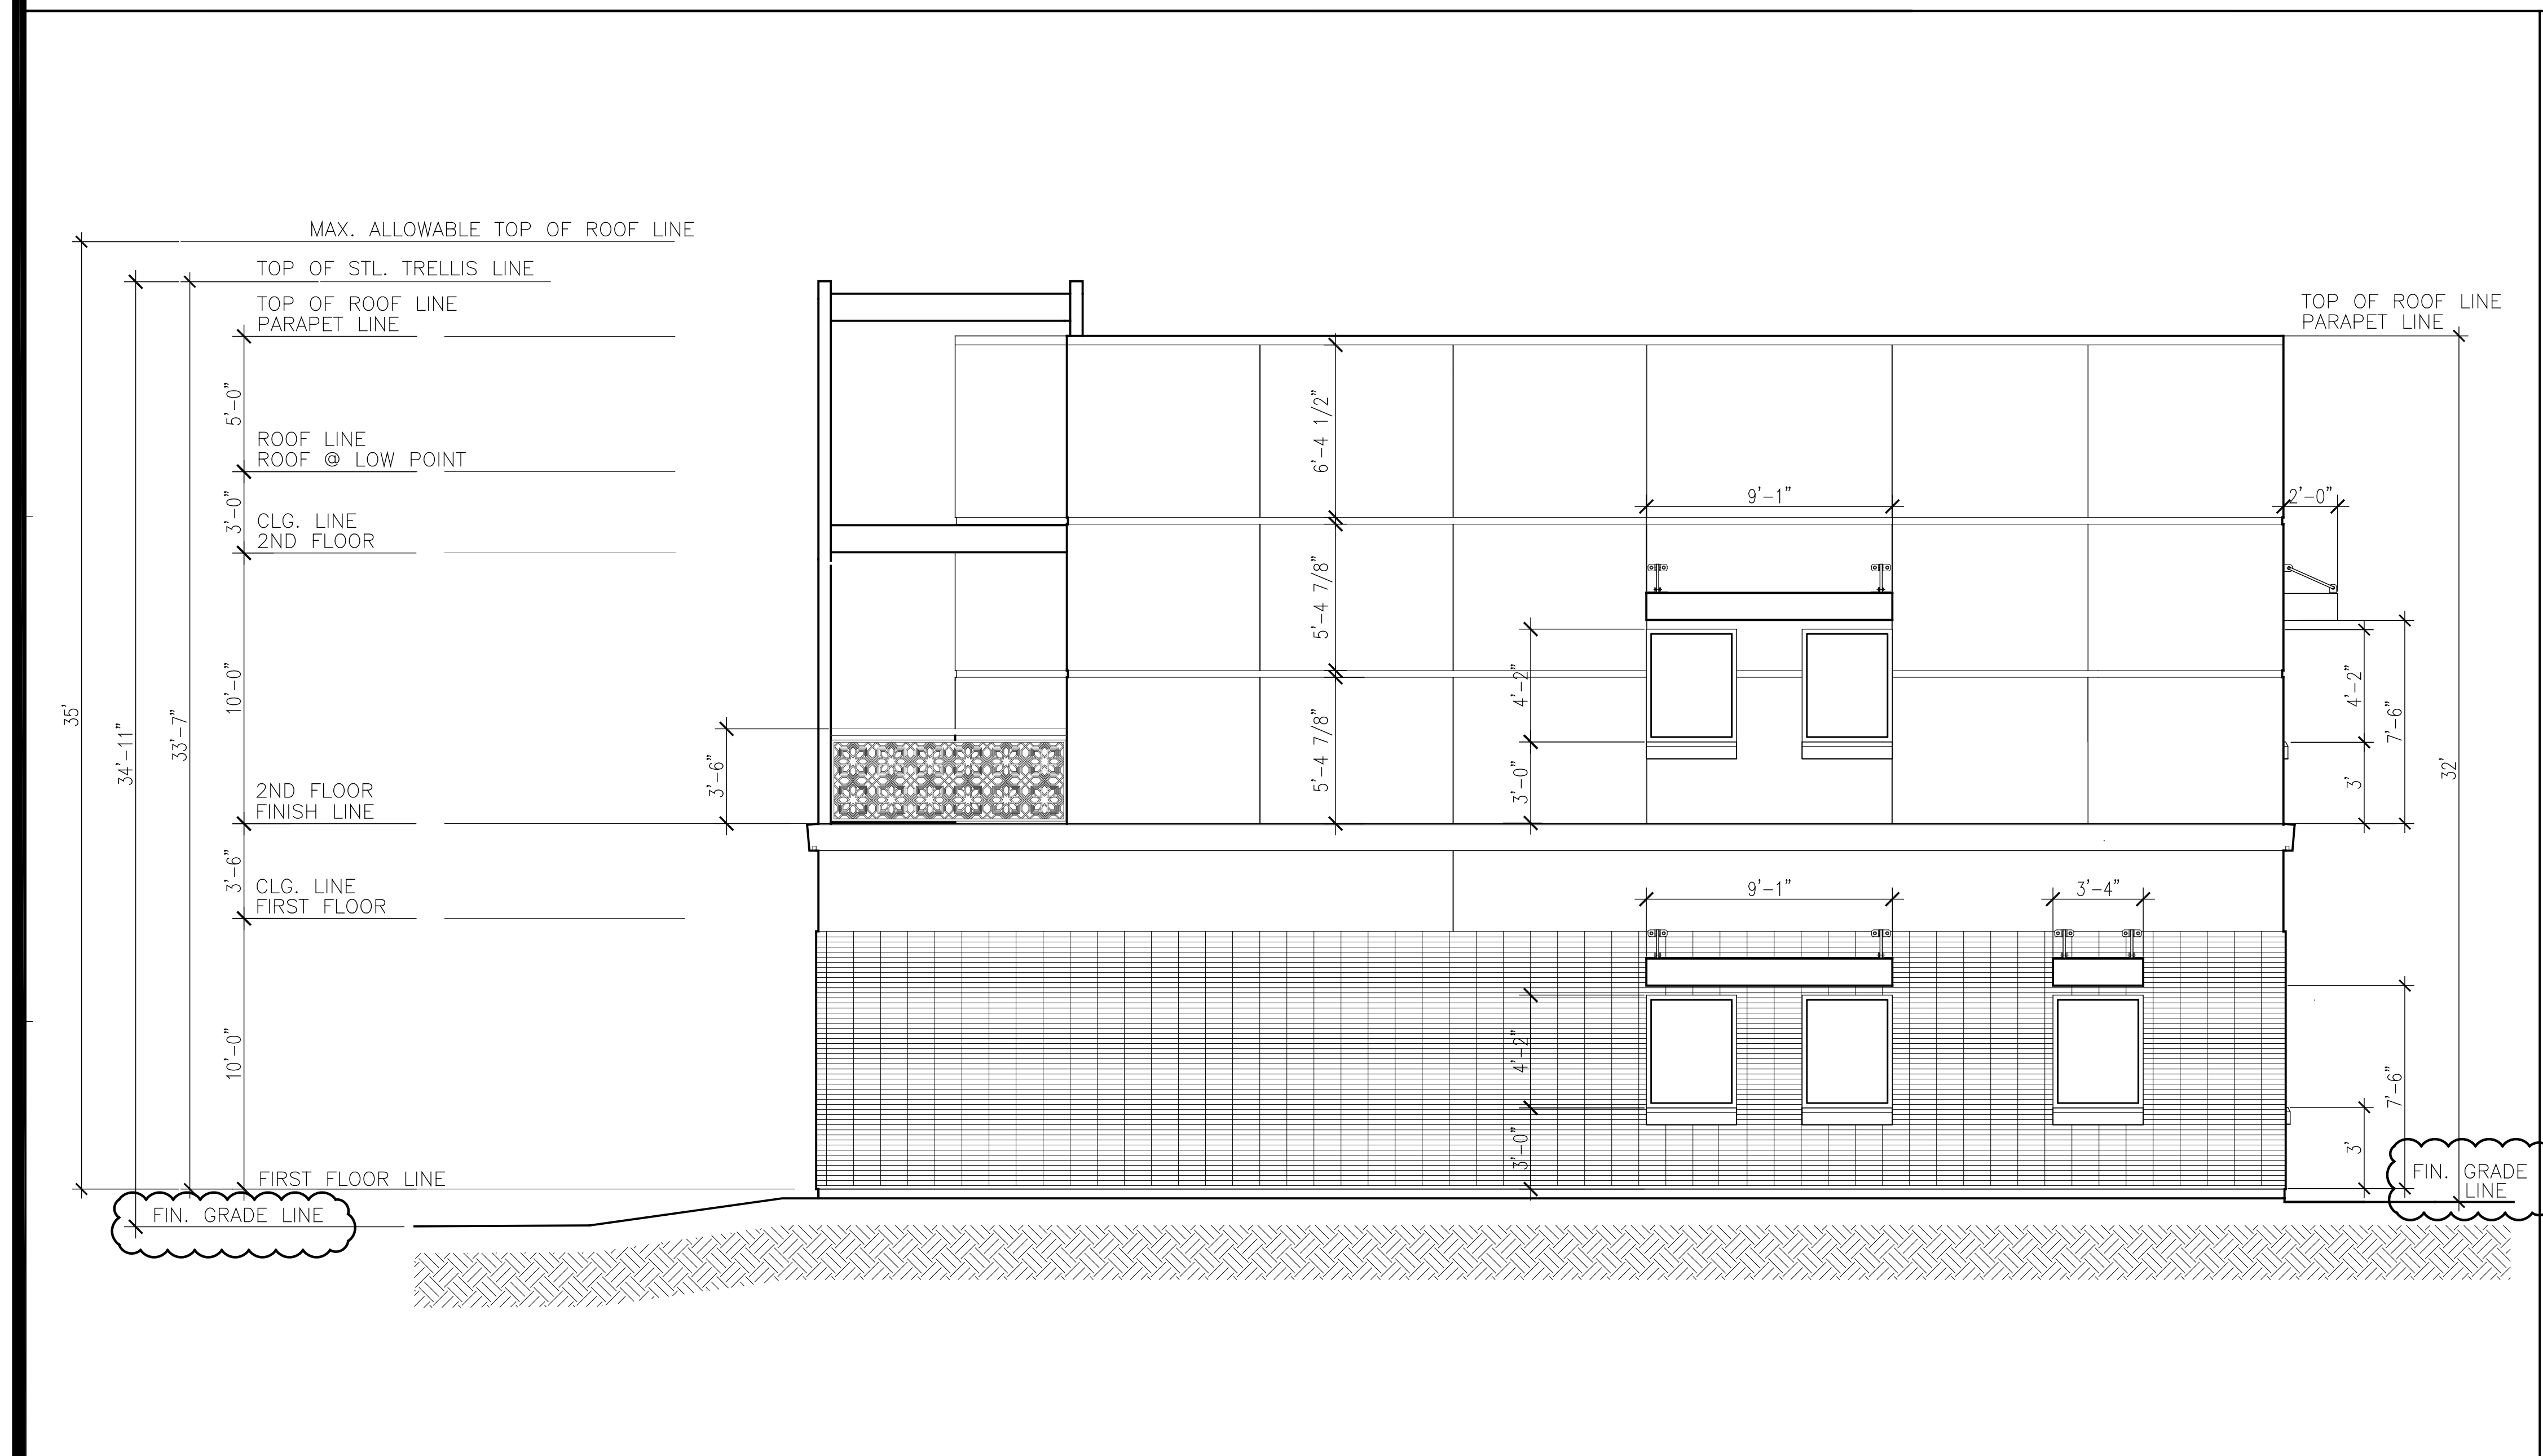 MAX. ALLOWABLE TOP OF ROOF LINE
TOP OF STL. TRELLIS LINE
TOP OF ROOF LINE
PARAPET LINE
TOP OF ROOF LINE
PARAPET LINE
5'-0"
6'-4 1/2"
ROOF LINE
ROOF @ LOW POINT
9'-1"
2'-0"
3'-0"
CLG. LINE
2ND FLOOR
5'-4 7/8"
35'
34'-11"
33'-7"
10'-0"
4'-2"
4'-2"
7'-6"
32'
3'-6"
5'-4 7/8"
3'-0"
3'
2ND FLOOR
FINISH LINE
3'-6"
CLG. LINE
FIRST FLOOR
9'-1"
3'-4"
10'-0"
4'-2"
7'-6"
3'-0"
3'
FIRST FLOOR LINE
FIN. GRADE LINE
FIN. GRADE
LINE